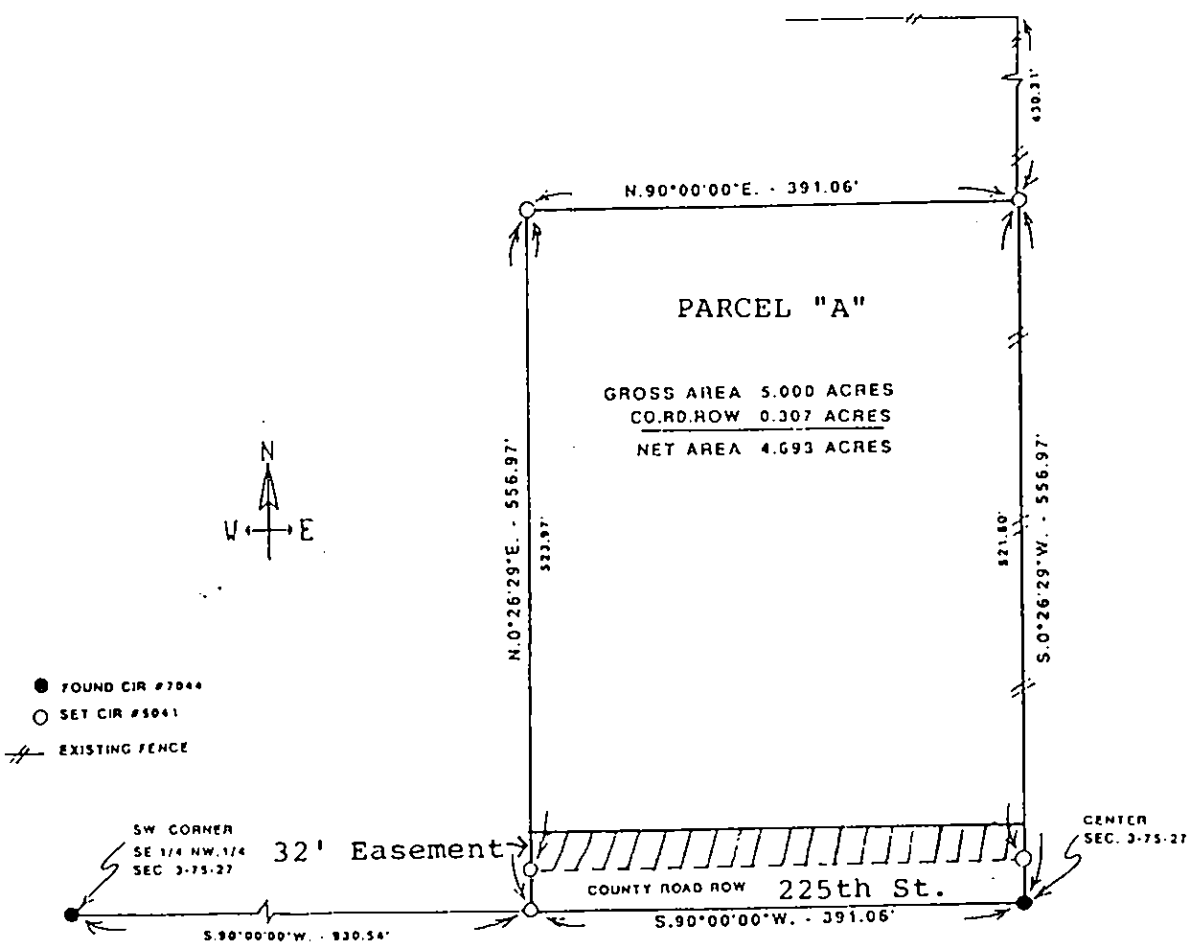 430.31'
N.90°00'00"E. - 391.06'
PARCEL "A"
GROSS AREA 5.000 ACRES
CO.RD.ROW 0.307 ACRES
NET AREA 4.693 ACRES
N
W E
N.0°26'29"E. - 556.97'
523.97'
521.80'
S.0°26'29"W. - 556.97'
FOUND CIR #7044
SET CIR #5041
EXISTING FENCE
SW CORNER
SE 1/4 NW.1/4
SEC 3-75-27
32' Easement
CENTER
SEC. 3-75-27
COUNTY ROAD ROW 225th St.
S.90°00'00"W. - 930.54'
S.90°00'00"W. - 391.06'